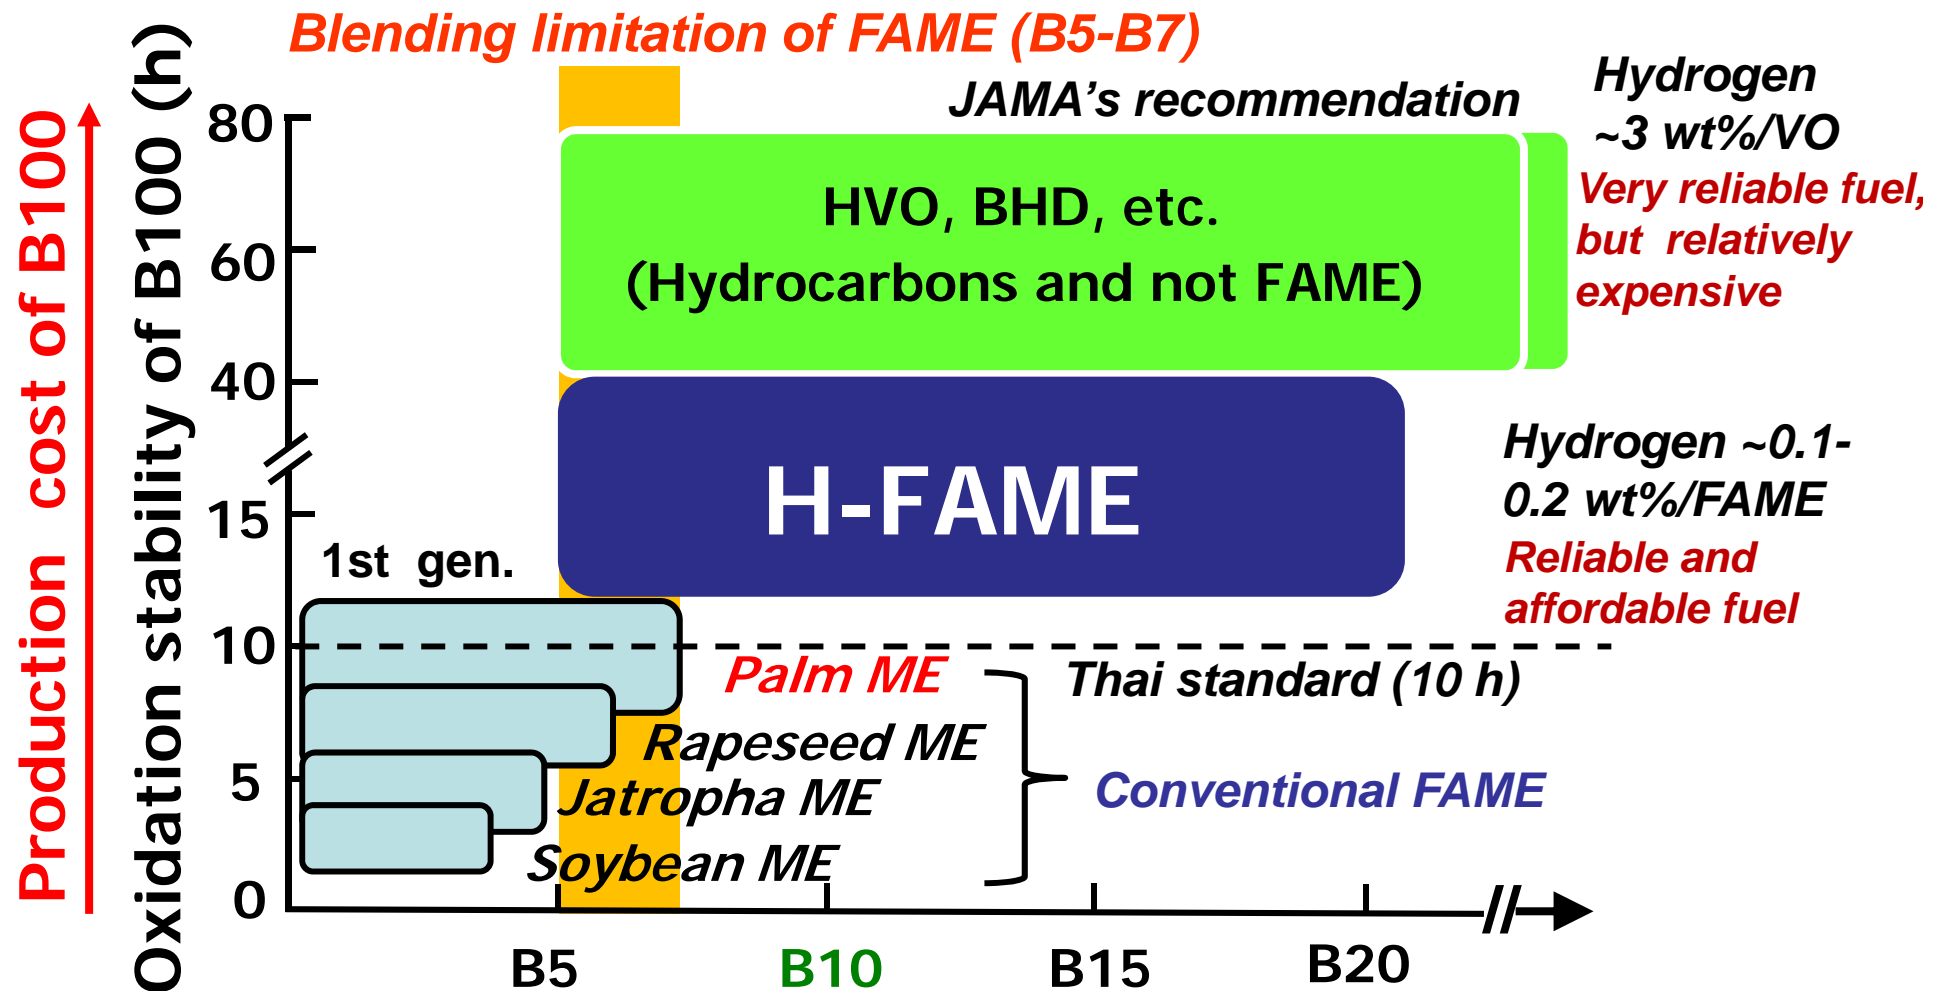 Blending limitation of FAME (B5-B7)
Production cost of B100
Oxidation stability of B100 (h)
80
60
40
15
10
5
0
JAMA's recommendation
HVO, BHD, etc.
(Hydrocarbons and not FAME)
Hydrogen
~3 wt%/VO
Very reliable fuel,
but relatively
expensive
H-FAME
Hydrogen ~0.1-
0.2 wt%/FAME
Reliable and
affordable fuel
1st gen.
Palm ME
Thai standard (10 h)
Rapeseed ME
Jatropha ME
Conventional FAME
Soybean ME
B5
B10
B15
B20